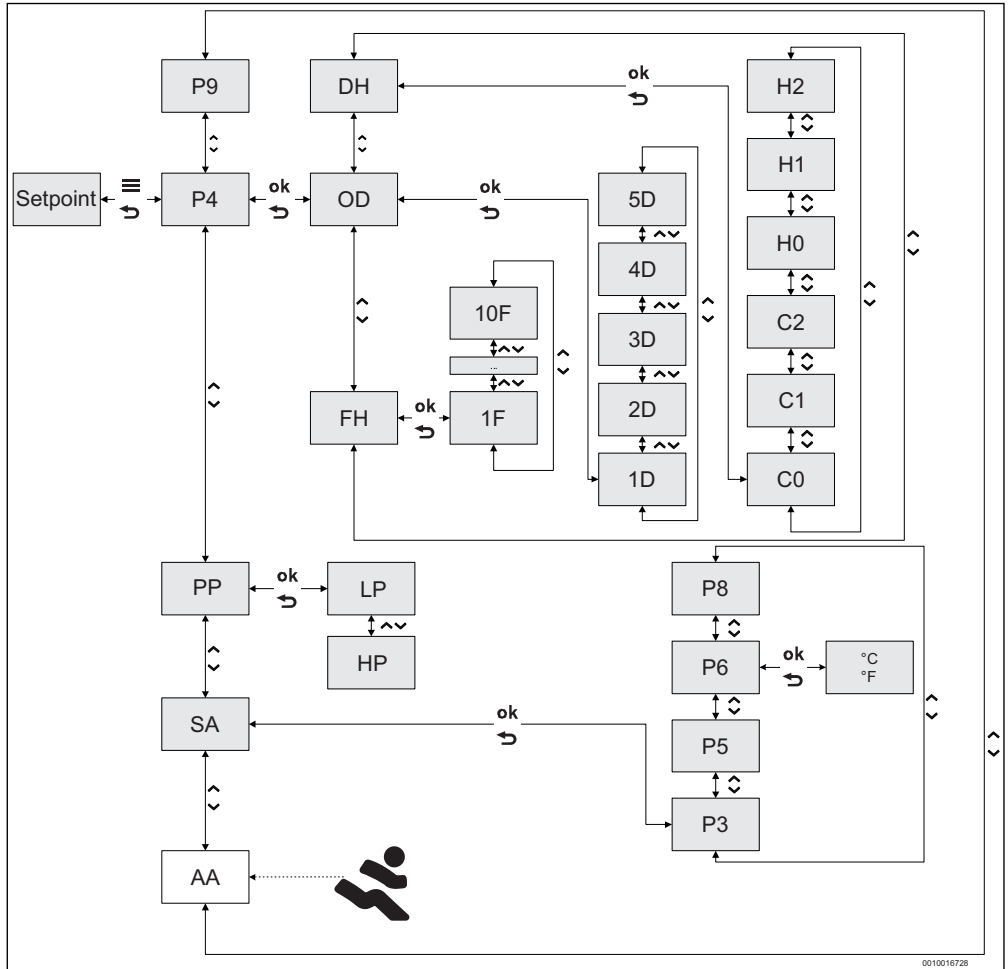 P9
DH
ok
H2
H1
Setpoint
P4
ok
OD
ok
5D
4D
H0
10F
3D
C2
...
FH
ok
1F
2D
C1
1D
C0
PP
ok
LP
P8
HP
P6
ok
°C
°F
SA
ok
P5
P3
AA
0010016728